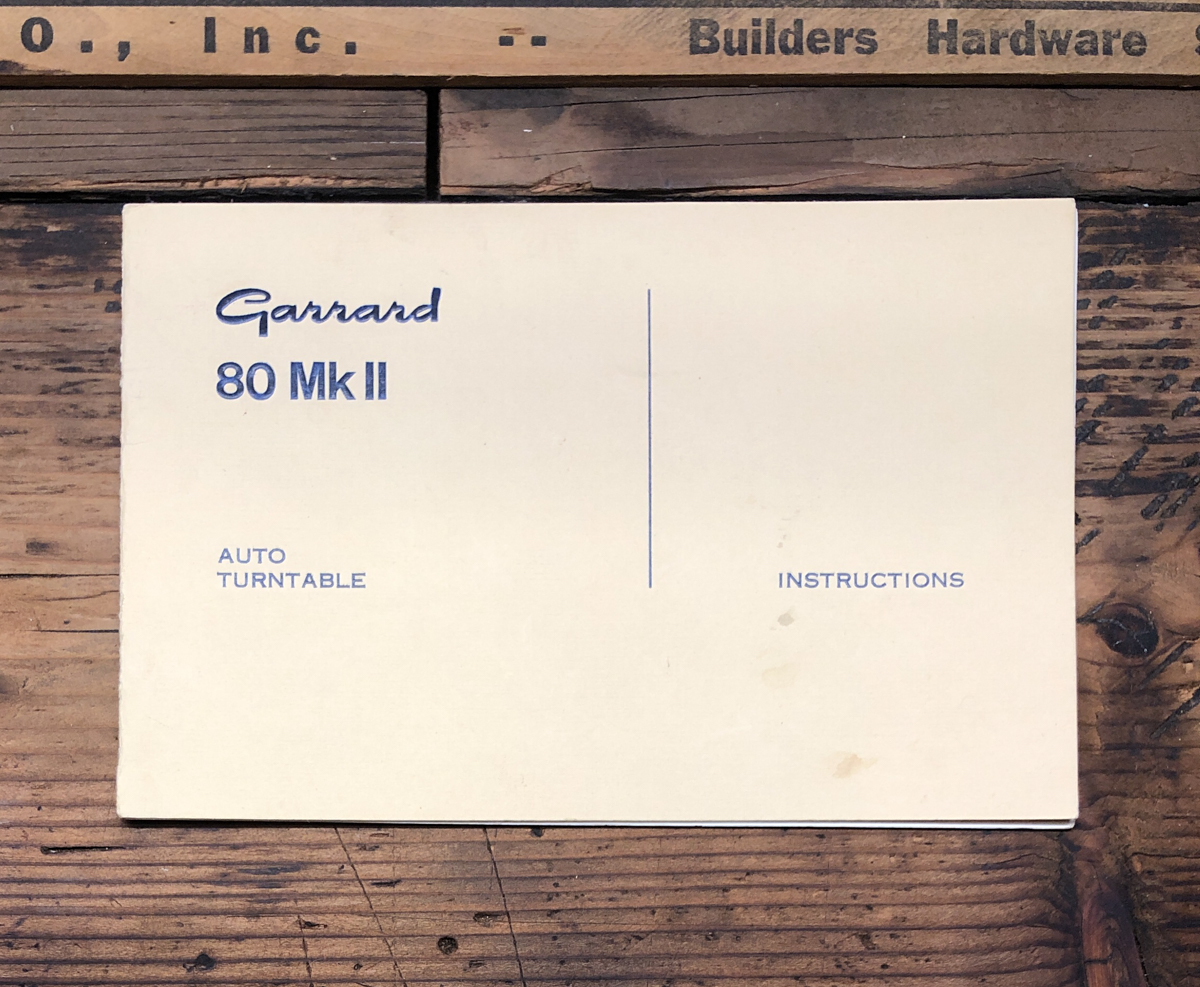 O., Inc. -- Builders Hardware
Garrard
80 Mk II
AUTO
TURNTABLE
INSTRUCTIONS